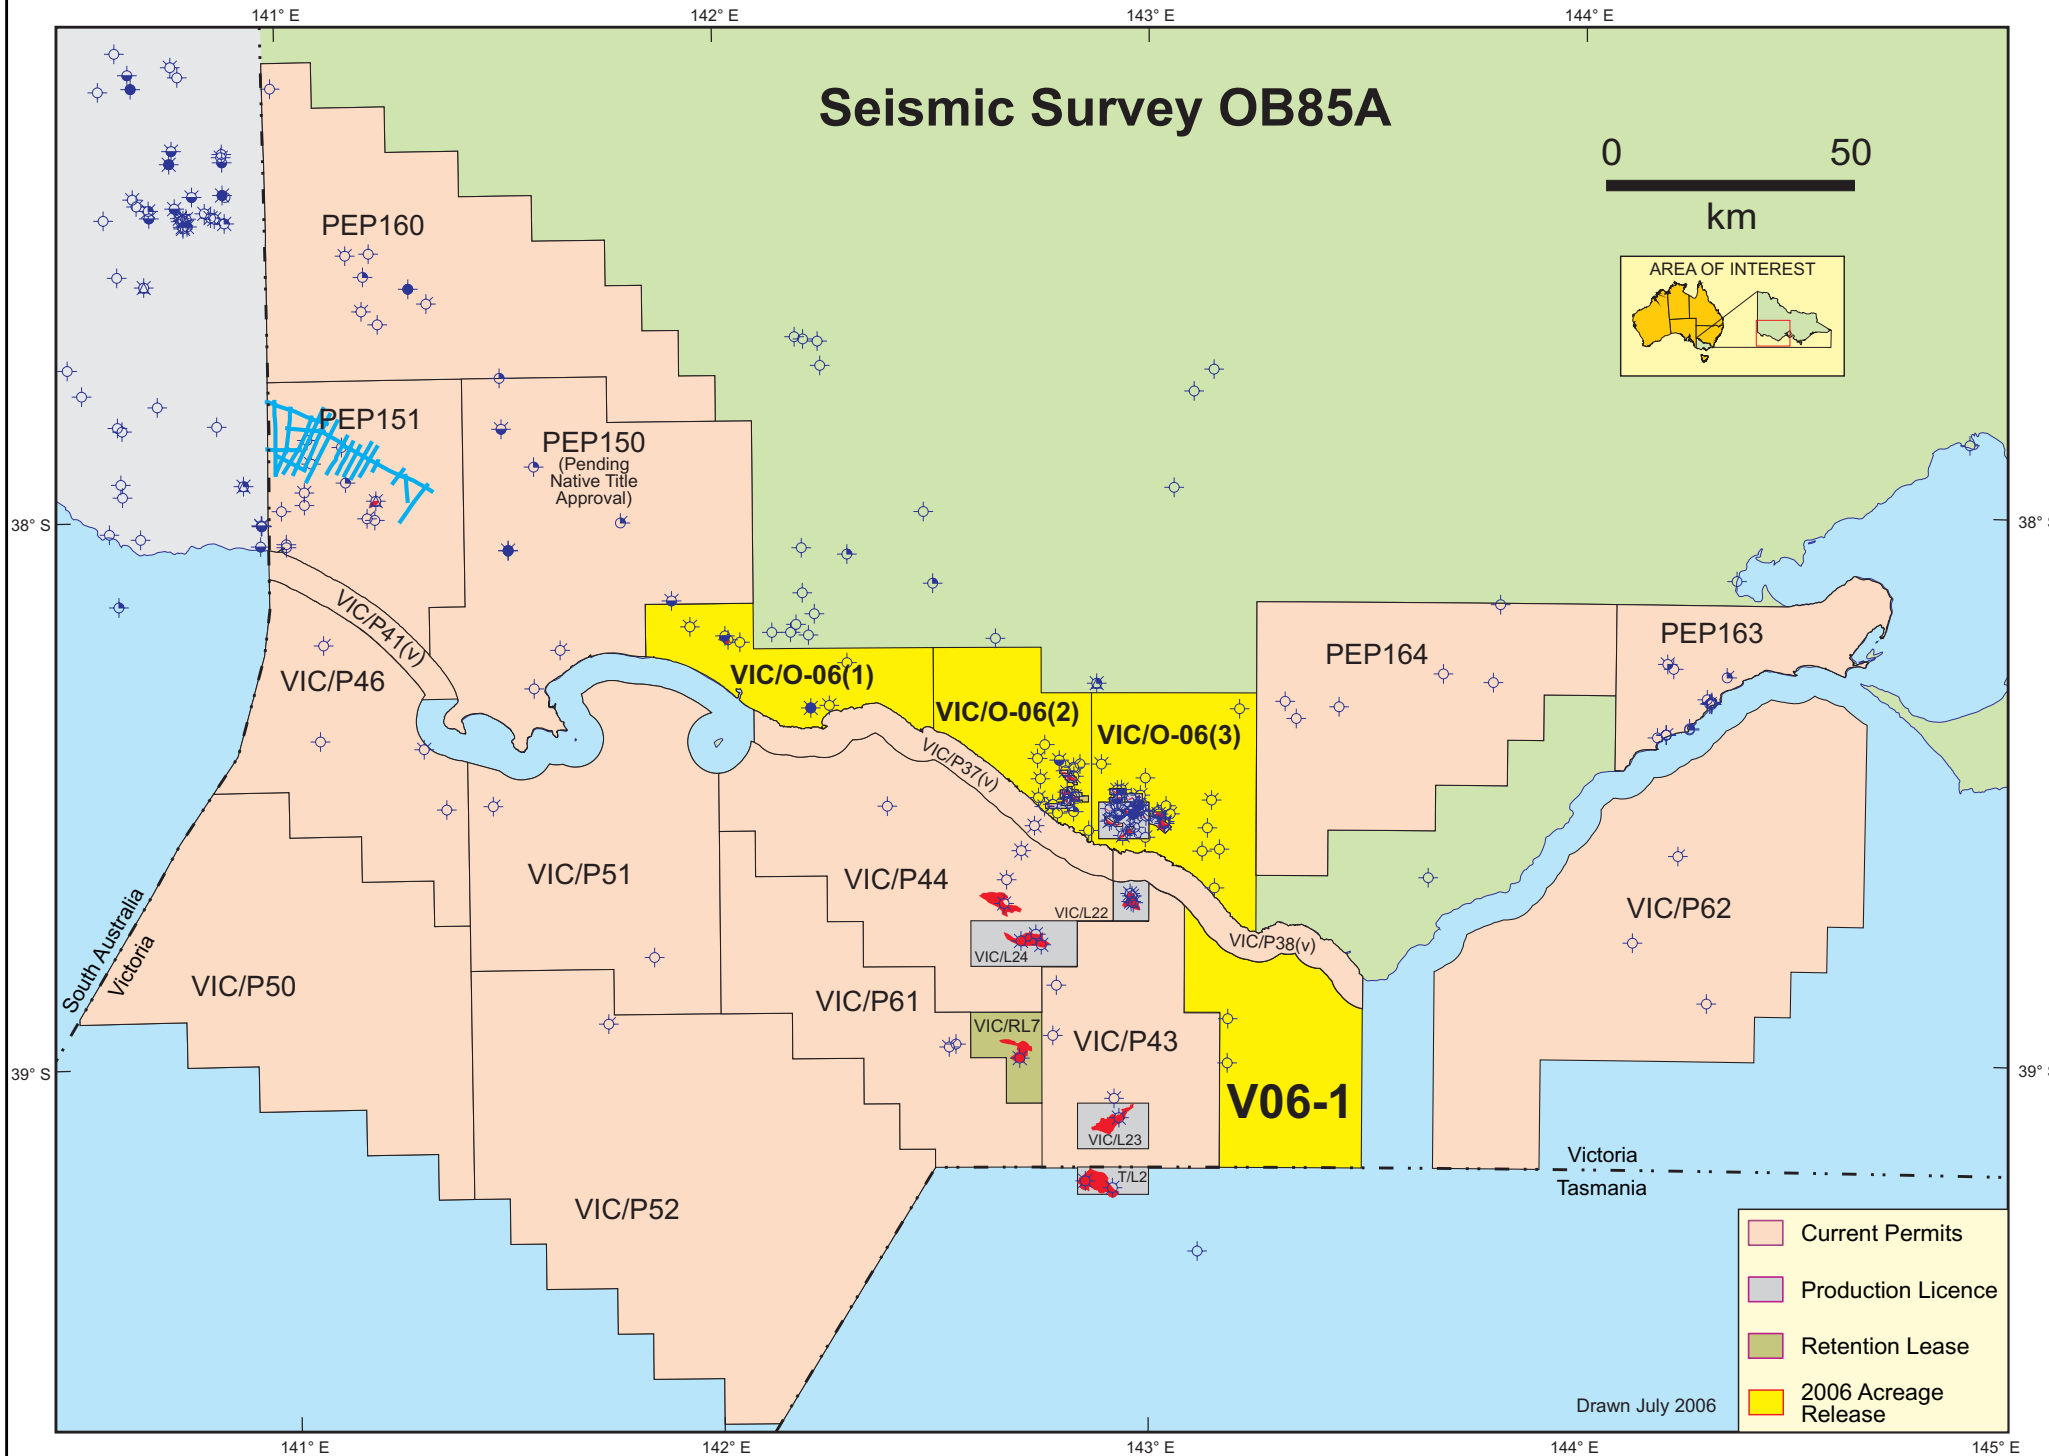 141° E
142° E
143° E
144° E
Seismic Survey OB85A
0
50
km
AREA OF INTEREST
PEP160
PEP151
PEP150
(Pending
Native Title
Approval)
38° S
38° S
VIC/P41(v)
VIC/P46
VIC/O-06(1)
VIC/O-06(2)
VIC/O-06(3)
PEP164
PEP163
VIC/P37(v)
VIC/P51
VIC/P44
VIC/L22
VIC/P62
VIC/P38(v)
VIC/L24
South Australia
Victoria
VIC/P50
VIC/P61
VIC/RL7
VIC/P43
39° S
39° S
V06-1
VIC/L23
T/L2
Victoria
Tasmania
VIC/P52
Current Permits
Production Licence
Retention Lease
2006 Acreage
Release
Drawn July 2006
141° E
142° E
143° E
144° E
145° E